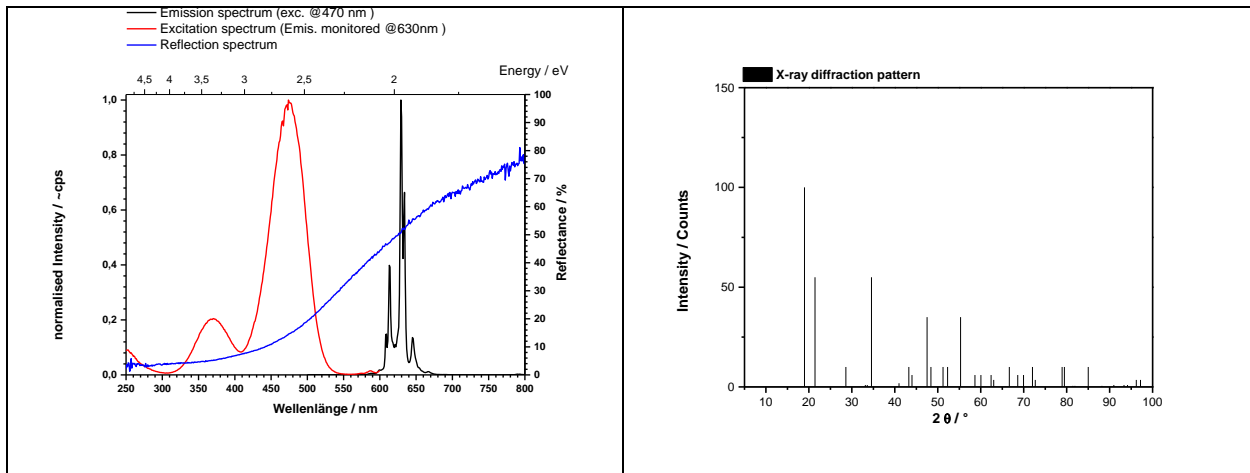 Emission spectrum (exc. @470 nm )
Excitation spectrum (Emis. monitored @630nm )
Reflection spectrum
Energy / eV
4,5 4 3,5 3 2,5 2
1,0
0,8
0,6
0,4
0,2
0,0
normalised Intensity / ~cps
100
90
80
70
60
50
40
30
20
10
0
Reflectance / %
250 300 350 400 450 500 550 600 650 700 750 800
Wellenlänge / nm
X-ray diffraction pattern
150
100
50
0
Intensity / Counts
10 20 30 40 50 60 70 80 90 100
2 θ / °